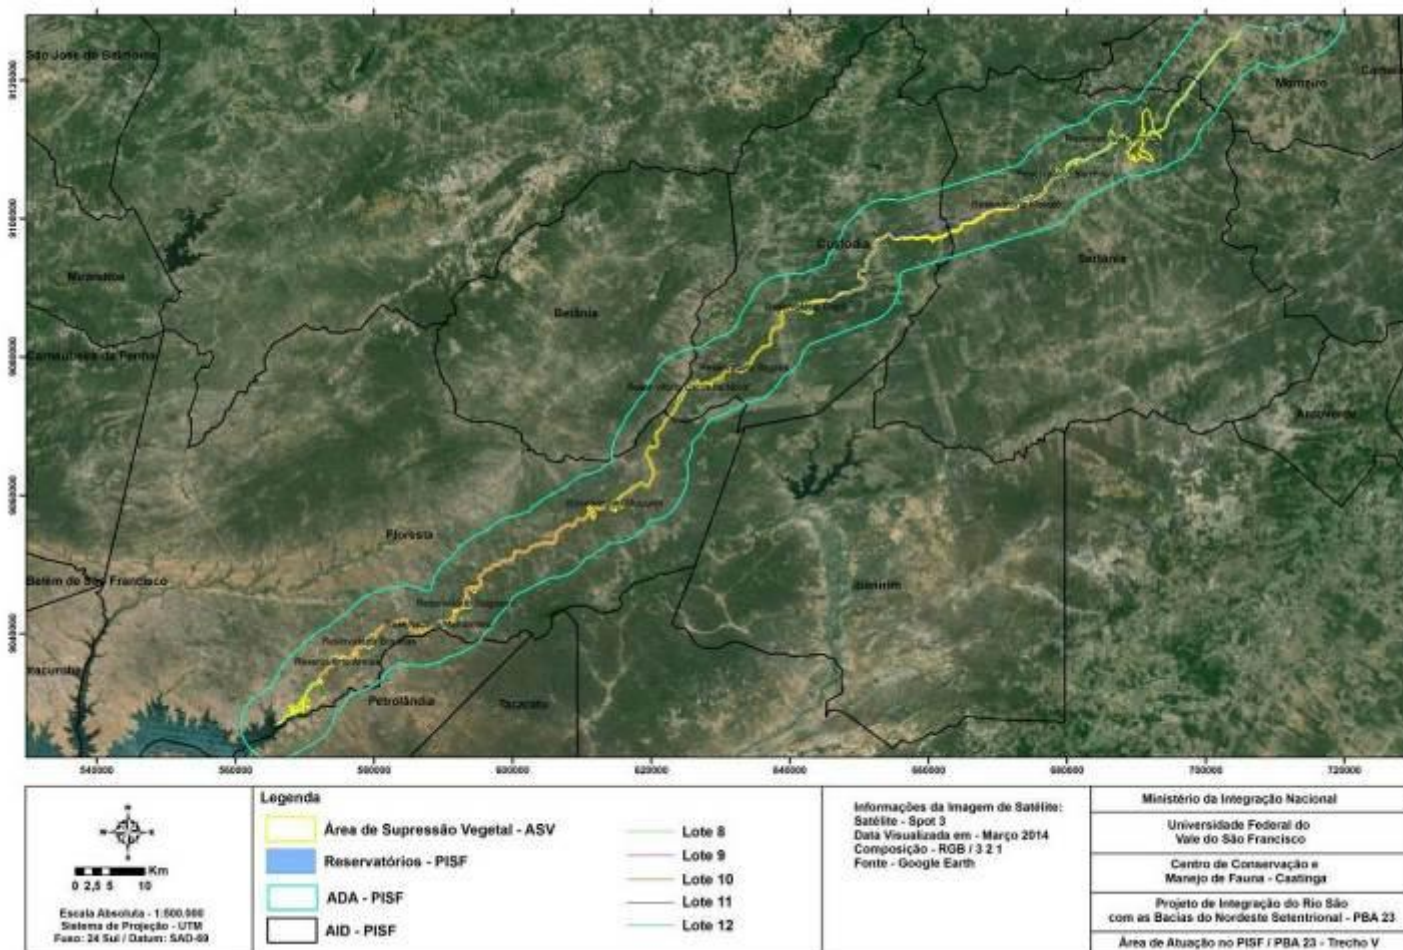 São José do Belmonte
9120000
Monteiro
9100000
Custódia
Sertânia
Mirandiba
Betânia
Carnaubeira da Penha
9080000
Arcoverde
9060000
Floresta
Belém de São Francisco
Ibimirim
9040000
Itacuruba
Petrolândia
Tacaratu
540000 560000 580000 600000 620000 640000 660000 680000 700000 720000
0 2,5 5 10 Km
Escala Absoluta - 1:500.000
Sistema de Projeção - UTM
Fuso: 24 Sul / Datum: SAD-69
Legenda
Área de Supressão Vegetal - ASV
Reservatórios - PISF
ADA - PISF
AID - PISF
Lote 8
Lote 9
Lote 10
Lote 11
Lote 12
Informações da Imagem de Satélite:
Satélite - Spot 3
Data Visualizada em - Março 2014
Composição - RGB / 3 2 1
Fonte - Google Earth
Ministério da Integração Nacional
Universidade Federal do
Vale do São Francisco
Centro de Conservação e
Manejo de Fauna - Caatinga
Projeto de Integração do Rio São
com as Bacias do Nordeste Setentrional - PBA 23
Área de Atuação no PISF / PBA 23 - Trecho V